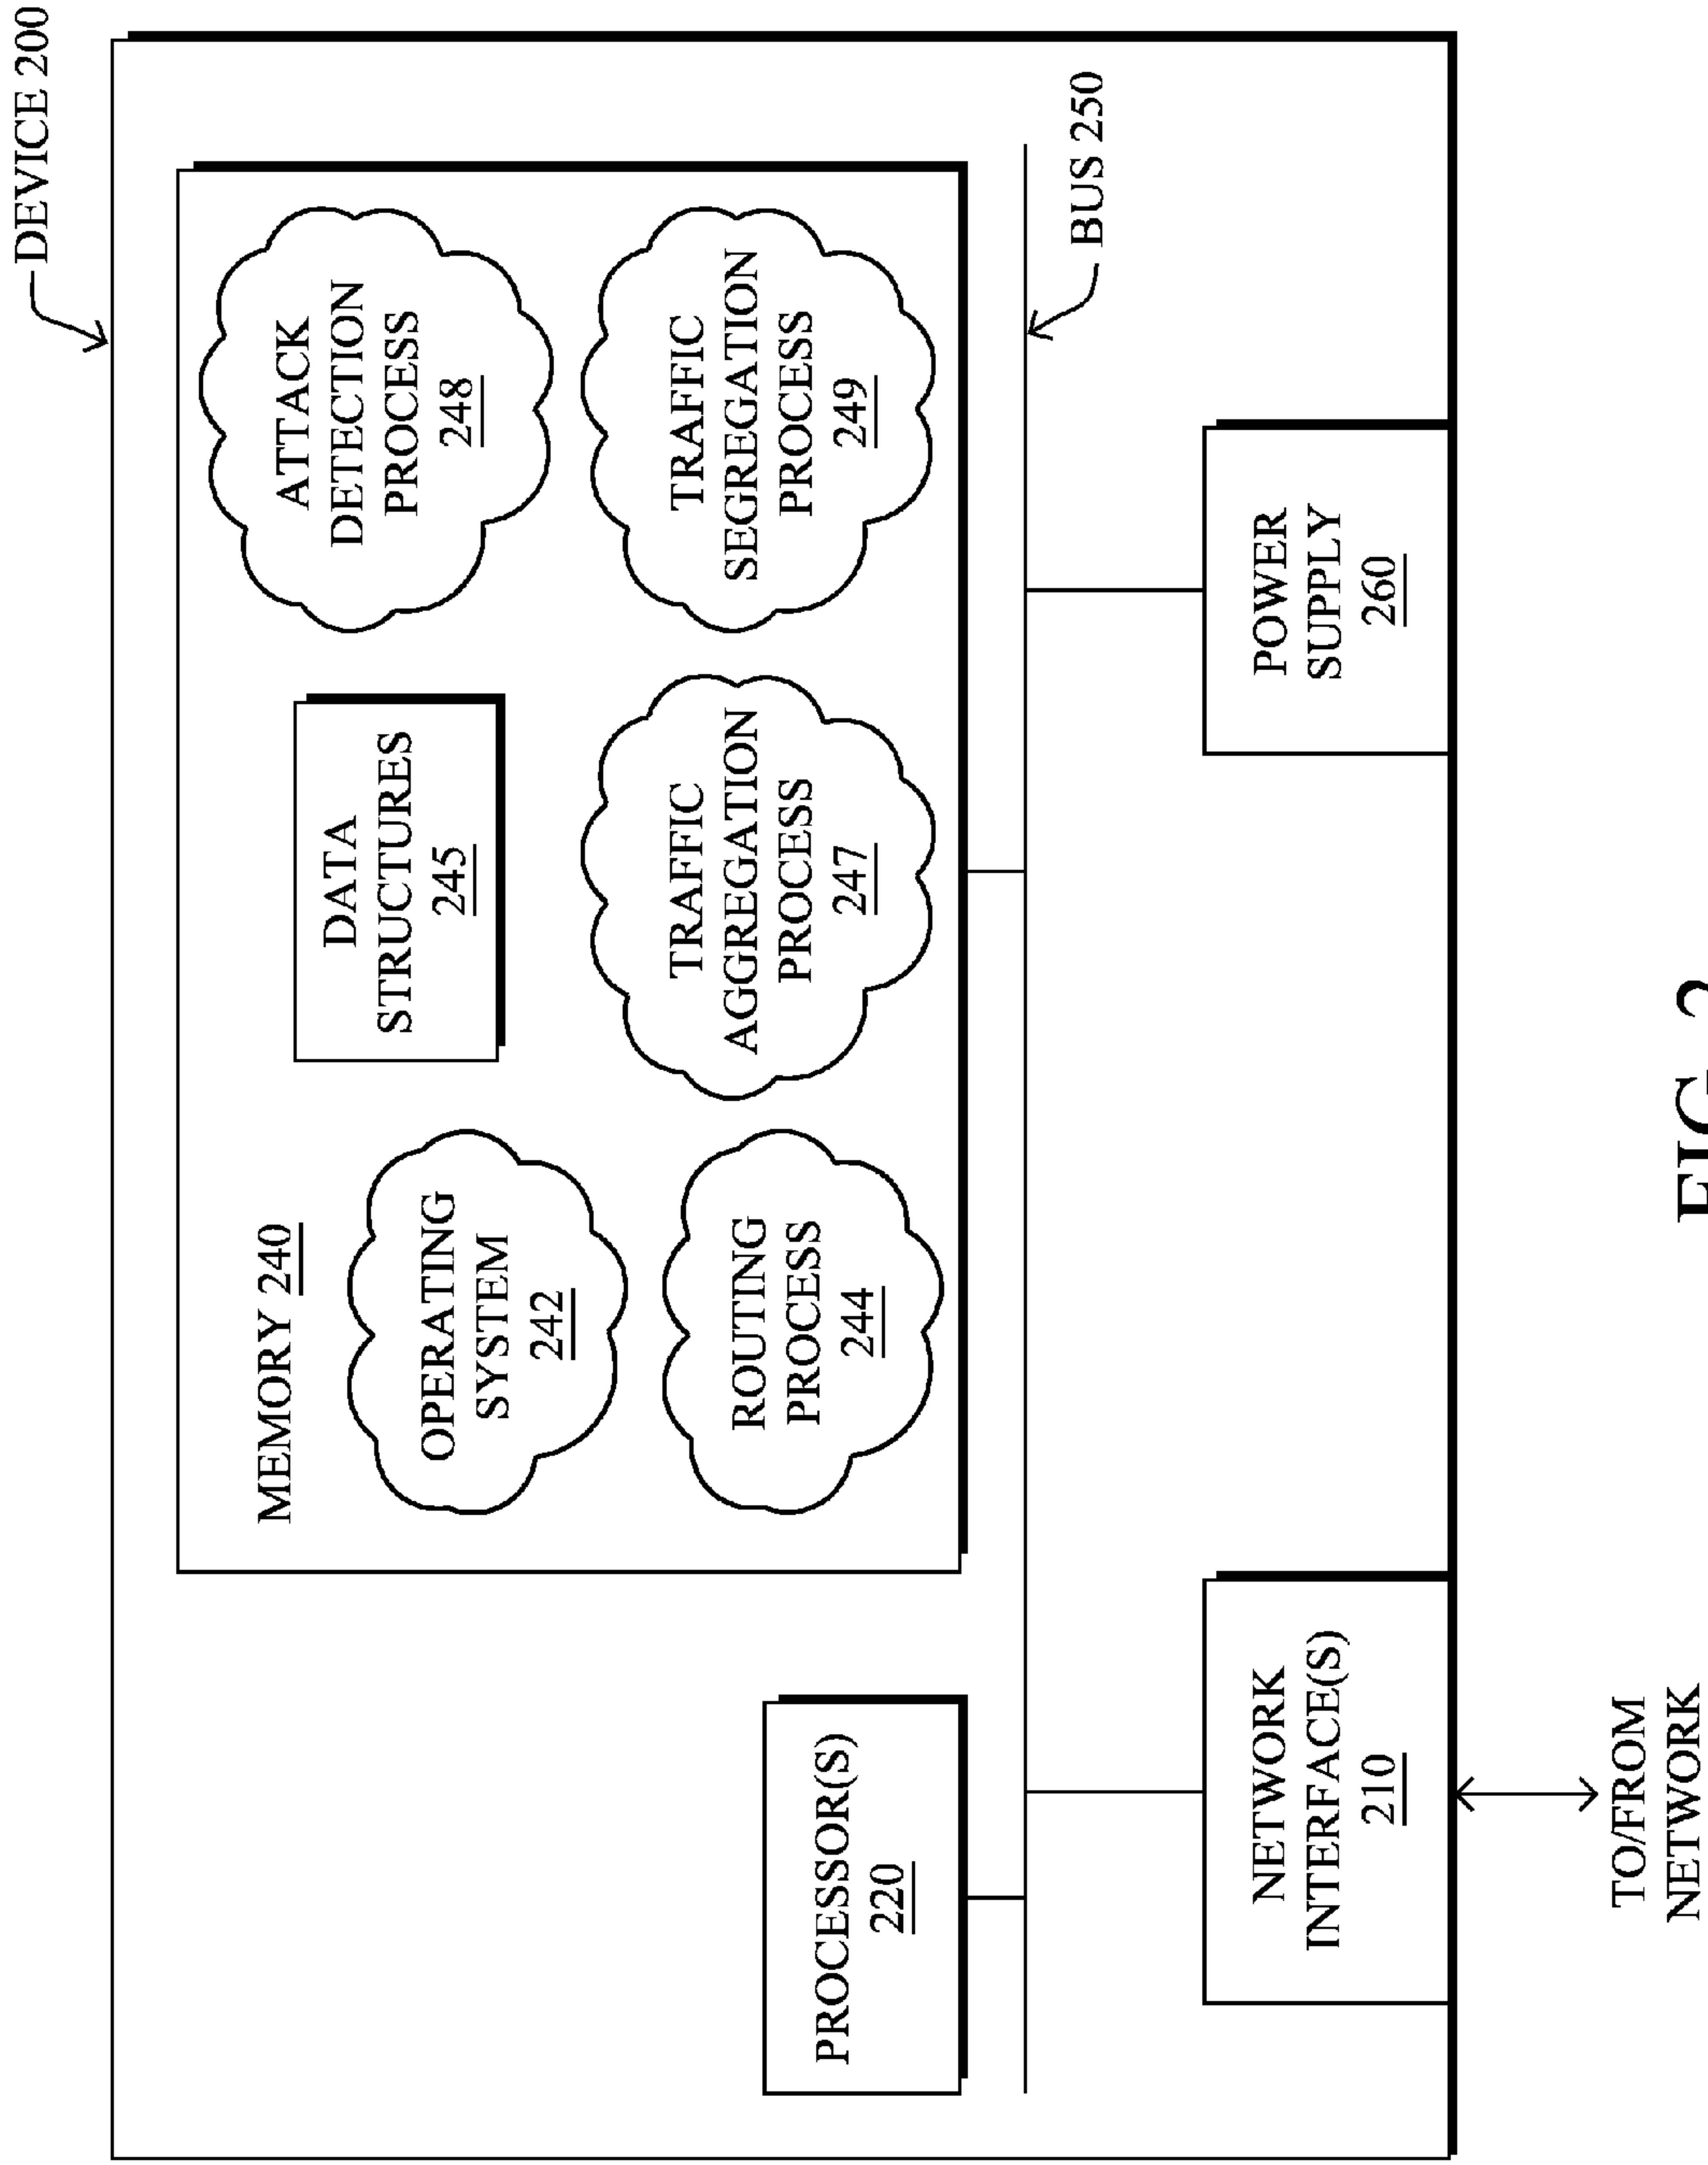 DEVICE 200
MEMORY 240
OPERATING
SYSTEM
242
ROUTING
PROCESS
244
DATA
STRUCTURES
245
TRAFFIC
AGGREGATION
PROCESS
247
ATTACK
DETECTION
PROCESS
248
TRAFFIC
SEGREGATION
PROCESS
249
PROCESSOR(S)
220
BUS 250
NETWORK
INTERFACE(S)
210
POWER
SUPPLY
260
TO/FROM
NETWORK
FIG. 2